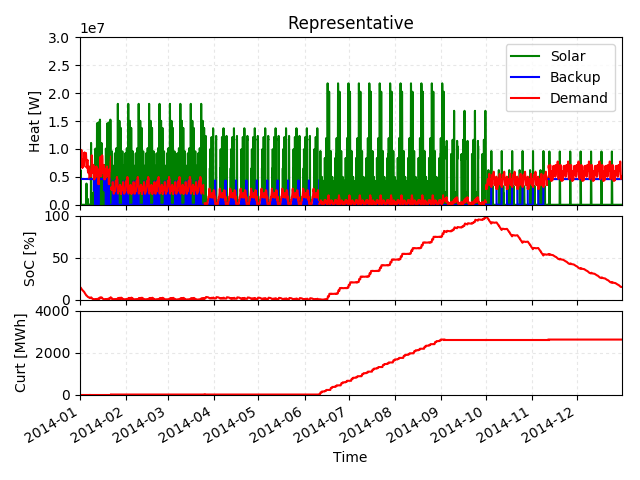 Representative
1e7
3.0
2.5
2.0
1.5
1.0
0.5
0.0
Heat [W]
Solar
Backup
Demand
100
50
0
SoC [%]
4000
2000
0
Curt [MWh]
2014-01
2014-02
2014-03
2014-04
2014-05
2014-06
2014-07
2014-08
2014-09
2014-10
2014-11
2014-12
Time